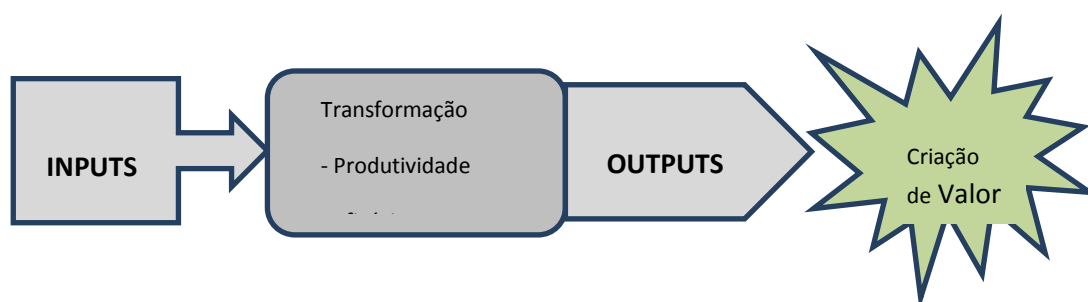 INPUTS
Transformação
- Produtividade
OUTPUTS
Criação
de Valor